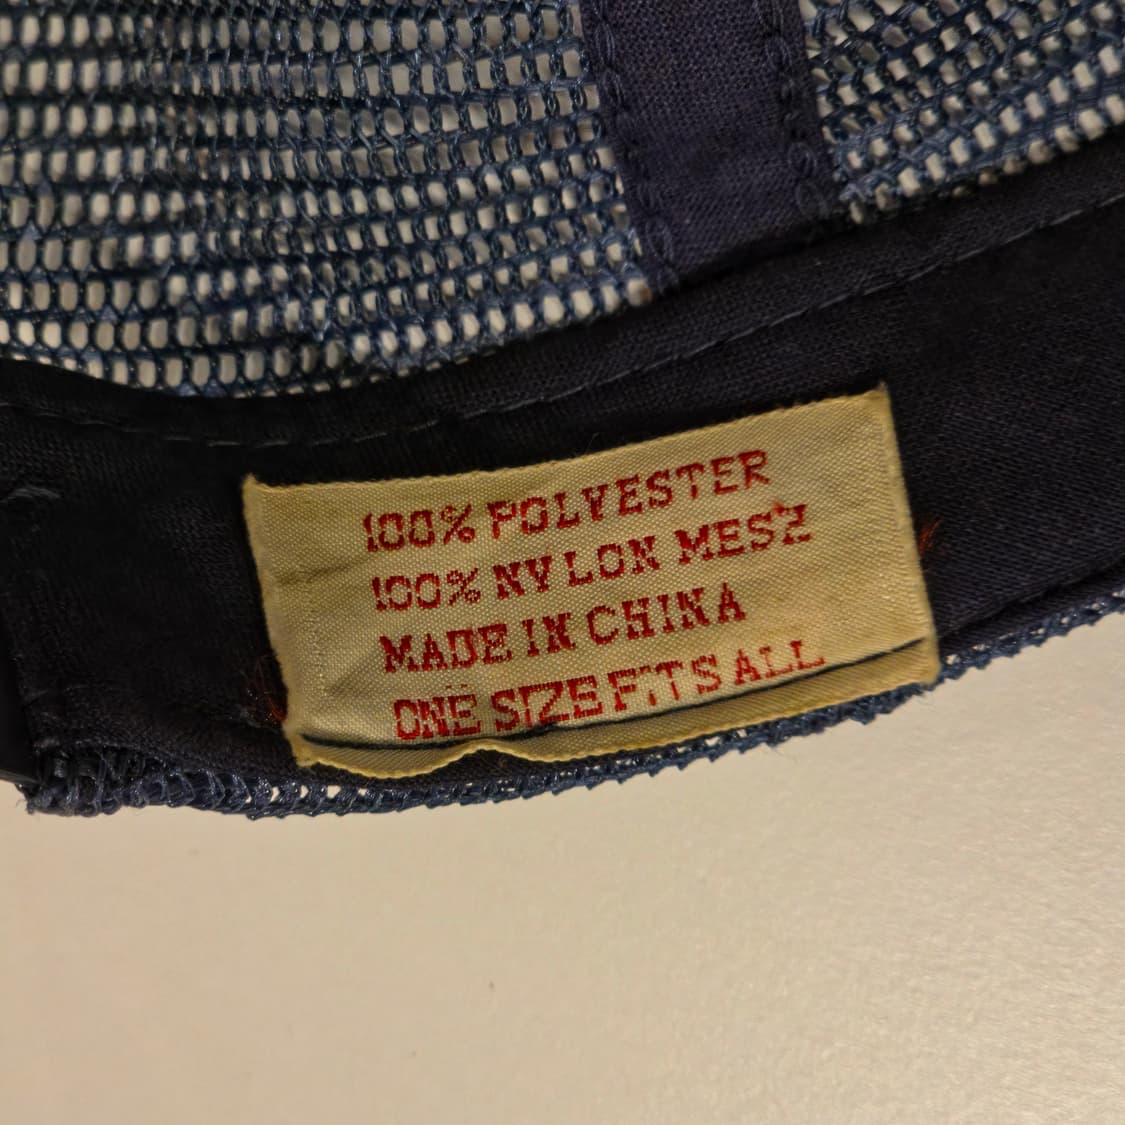 100% POLYESTER
100% NYLON MESH
MADE IN CHINA
ONE SIZE FITS ALL